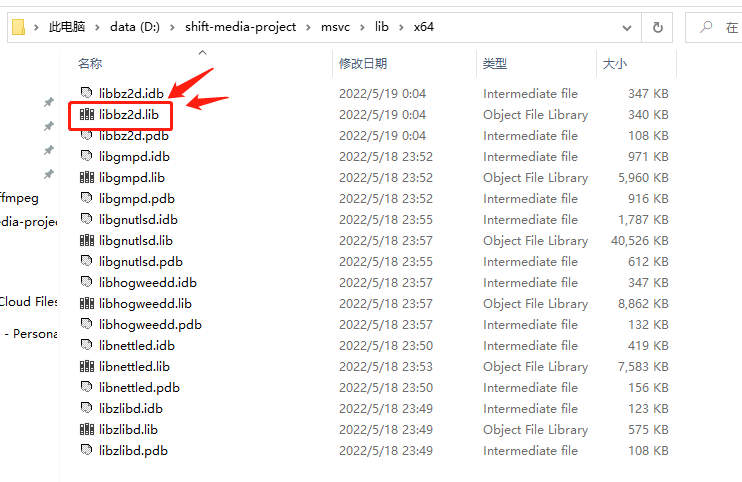 此电脑 > data (D:) > shift-media-project > msvc > lib > x64 在
名称 修改日期 类型 大小
libbz2d.idb 2022/5/19 0:04 Intermediate file 347 KB
libbz2d.lib 2022/5/19 0:04 Object File Library 340 KB
libbz2d.pdb 2022/5/19 0:04 Intermediate file 108 KB
libgmpd.idb 2022/5/18 23:52 Intermediate file 971 KB
libgmpd.lib 2022/5/18 23:52 Object File Library 5,960 KB
ffmpeg libgmpd.pdb 2022/5/18 23:52 Intermediate file 916 KB
edia-proje libgnutlsd.idb 2022/5/18 23:55 Intermediate file 1,787 KB
libgnutlsd.lib 2022/5/18 23:57 Object File Library 40,526 KB
libgnutlsd.pdb 2022/5/18 23:55 Intermediate file 612 KB
libhogweedd.idb 2022/5/18 23:57 Intermediate file 347 KB
Cloud Files libhogweedd.lib 2022/5/18 23:57 Object File Library 8,862 KB
- Persona libhogweedd.pdb 2022/5/18 23:57 Intermediate file 132 KB
libnettled.idb 2022/5/18 23:50 Intermediate file 419 KB
libnettled.lib 2022/5/18 23:53 Object File Library 7,583 KB
libnettled.pdb 2022/5/18 23:50 Intermediate file 156 KB
libzlibd.idb 2022/5/18 23:49 Intermediate file 123 KB
libzlibd.lib 2022/5/18 23:49 Object File Library 575 KB
libzlibd.pdb 2022/5/18 23:49 Intermediate file 108 KB